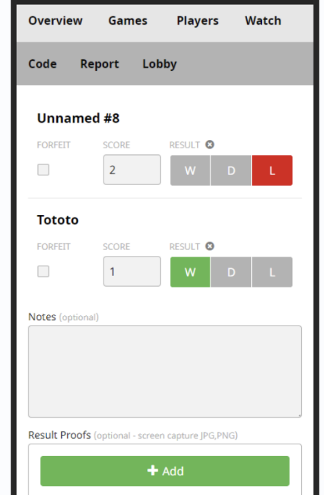 Overview Games Players Watch
Code Report Lobby
Unnamed #8
FORFEIT SCORE RESULT
2 W D L
Tototo
FORFEIT SCORE RESULT
1 W D L
Notes (optional)
Result Proofs (optional - screen capture JPG,PNG)
+ Add